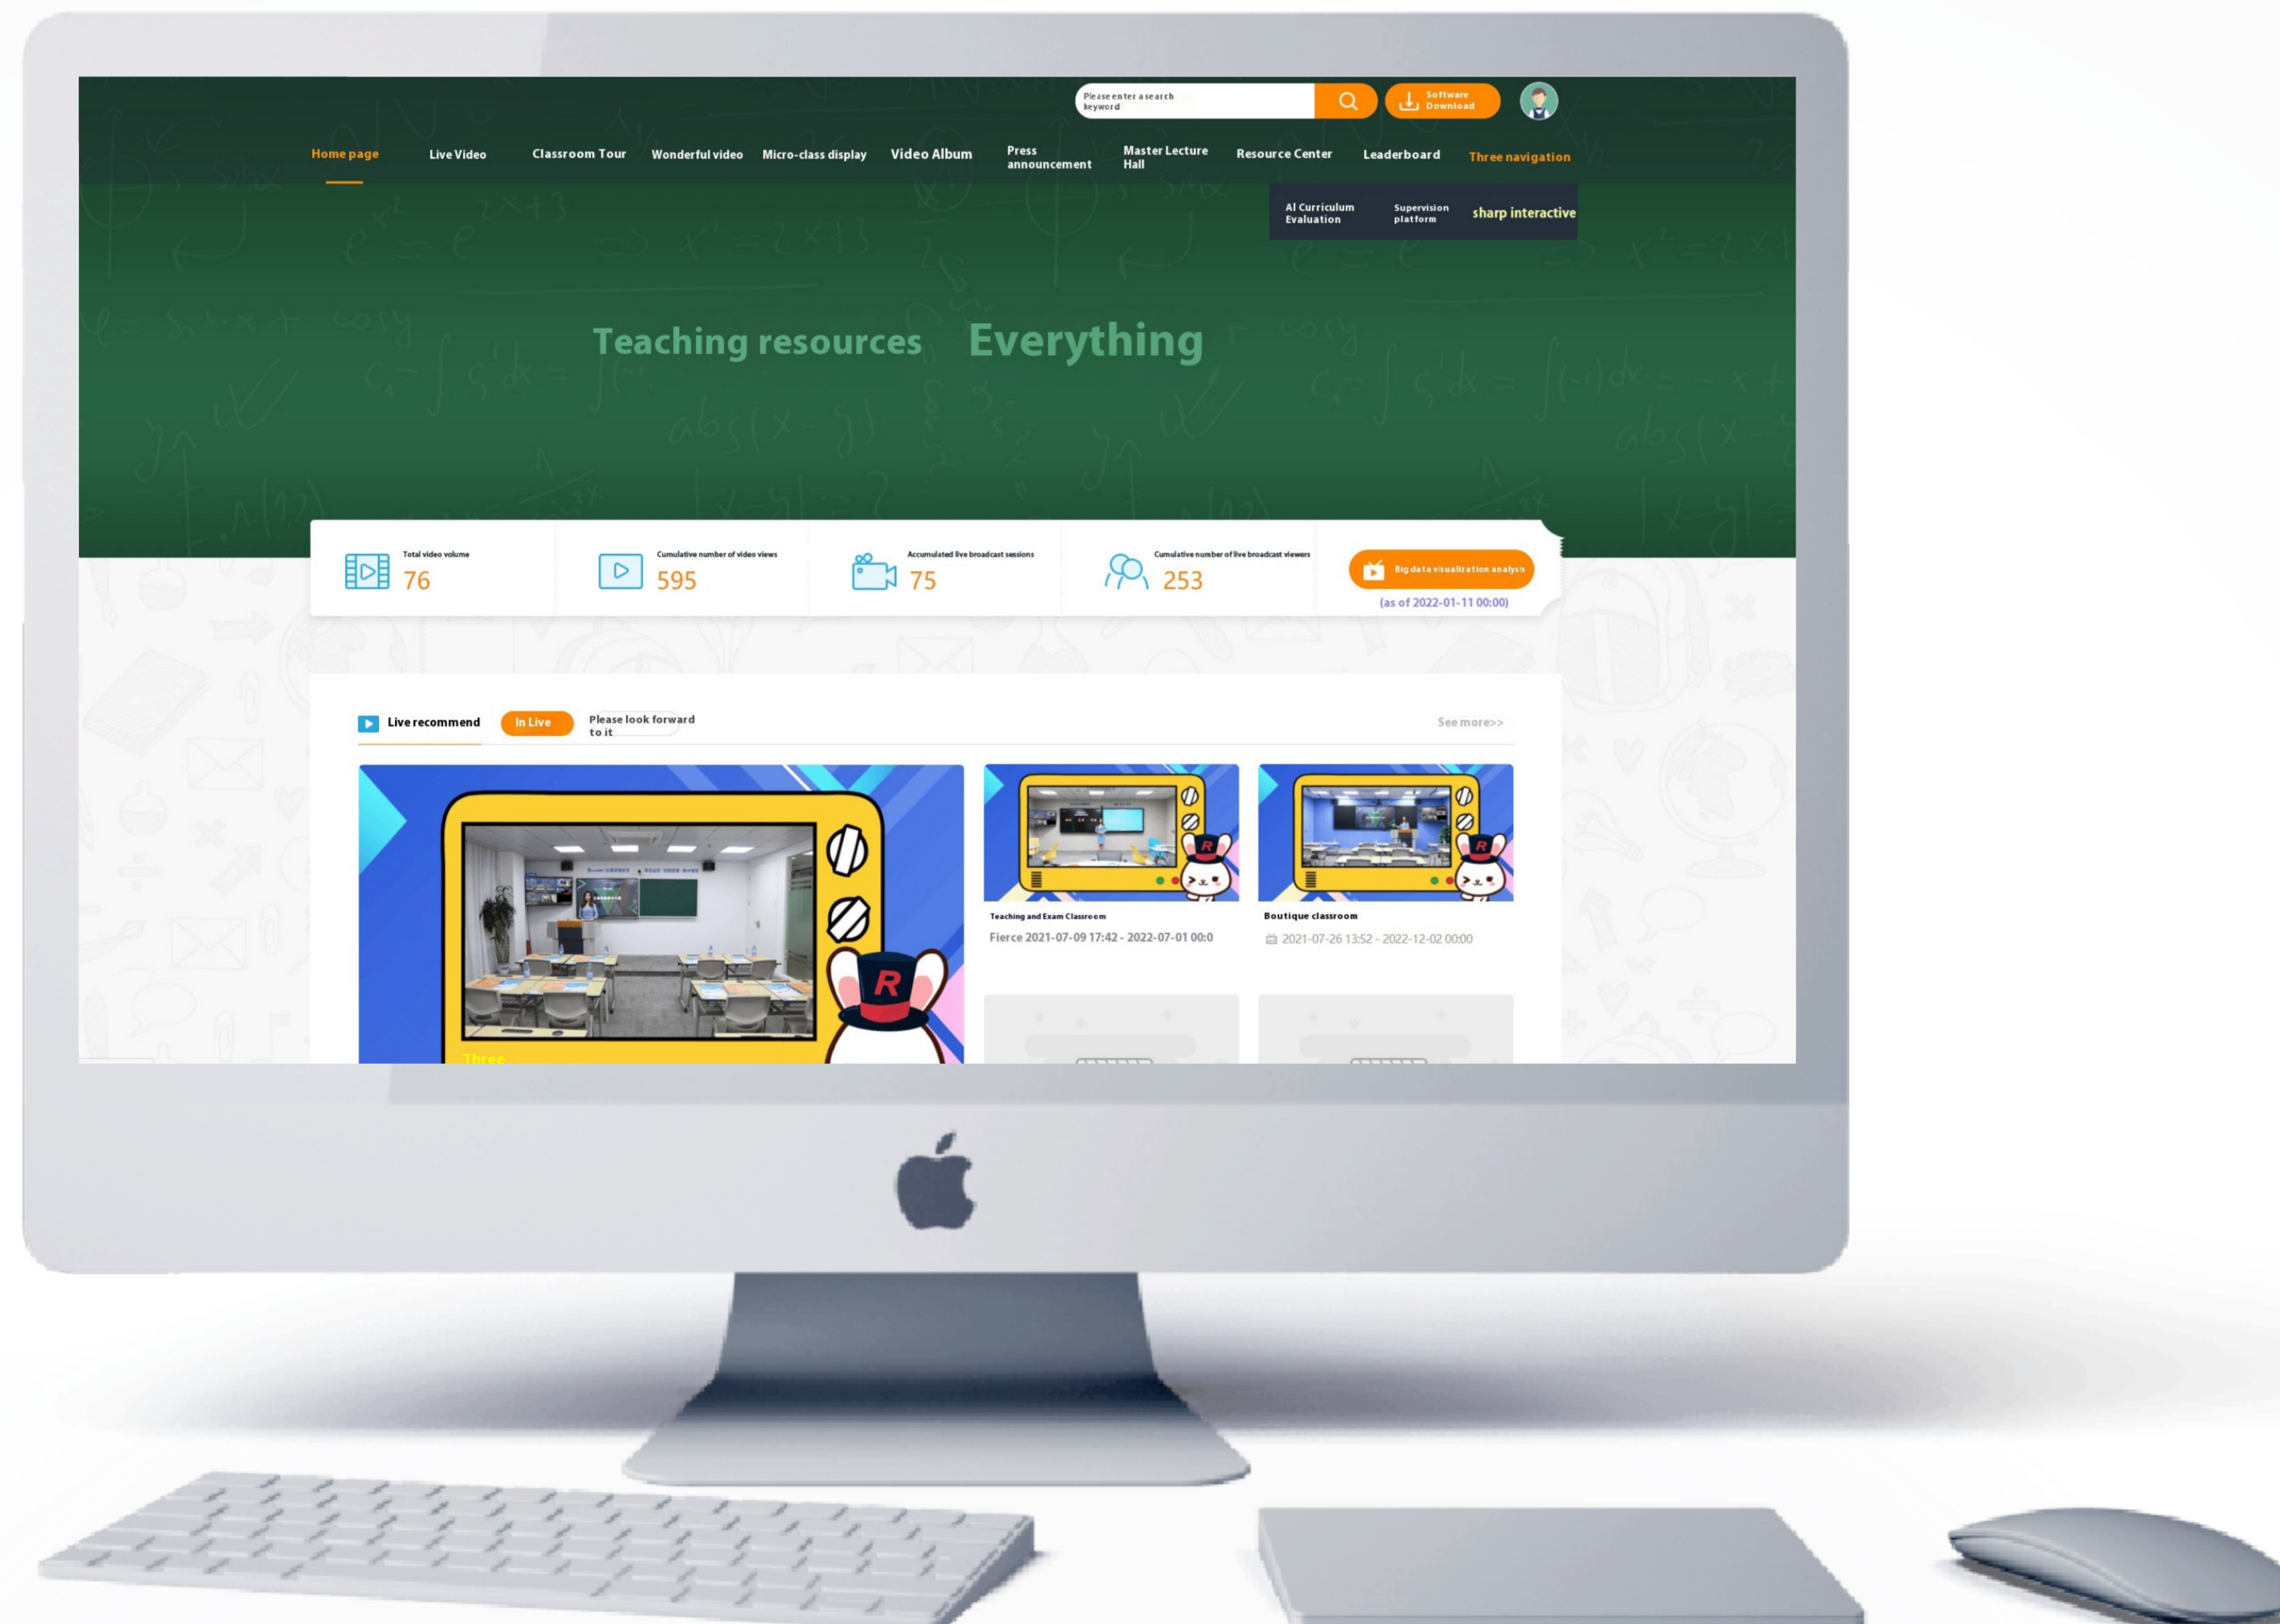 Please enter a search
keyword
Software
Download
Home page
Live Video
Classroom Tour
Wonderful video
Micro-class display
Video Album
Press
announcement
Master Lecture
Hall
Resource Center
Leaderboard
Three navigation
AI Curriculum
Evaluation
Supervision
platform
sharp interactive
Teaching resources Everything
Total video volume
76
Cumulative number of video views
595
Accumulated live broadcast sessions
75
Cumulative number of live broadcast viewers
253
Big data visualization analysis
(as of 2022-01-11 00:00)
Live recommend
In Live
Please look forward
to it
See more>>
R
R
R
Teaching and Exam Classroom
Fierce 2021-07-09 17:42 - 2022-07-01 00:0
Boutique classroom
2021-07-26 13:52 - 2022-12-02 00:00
Three